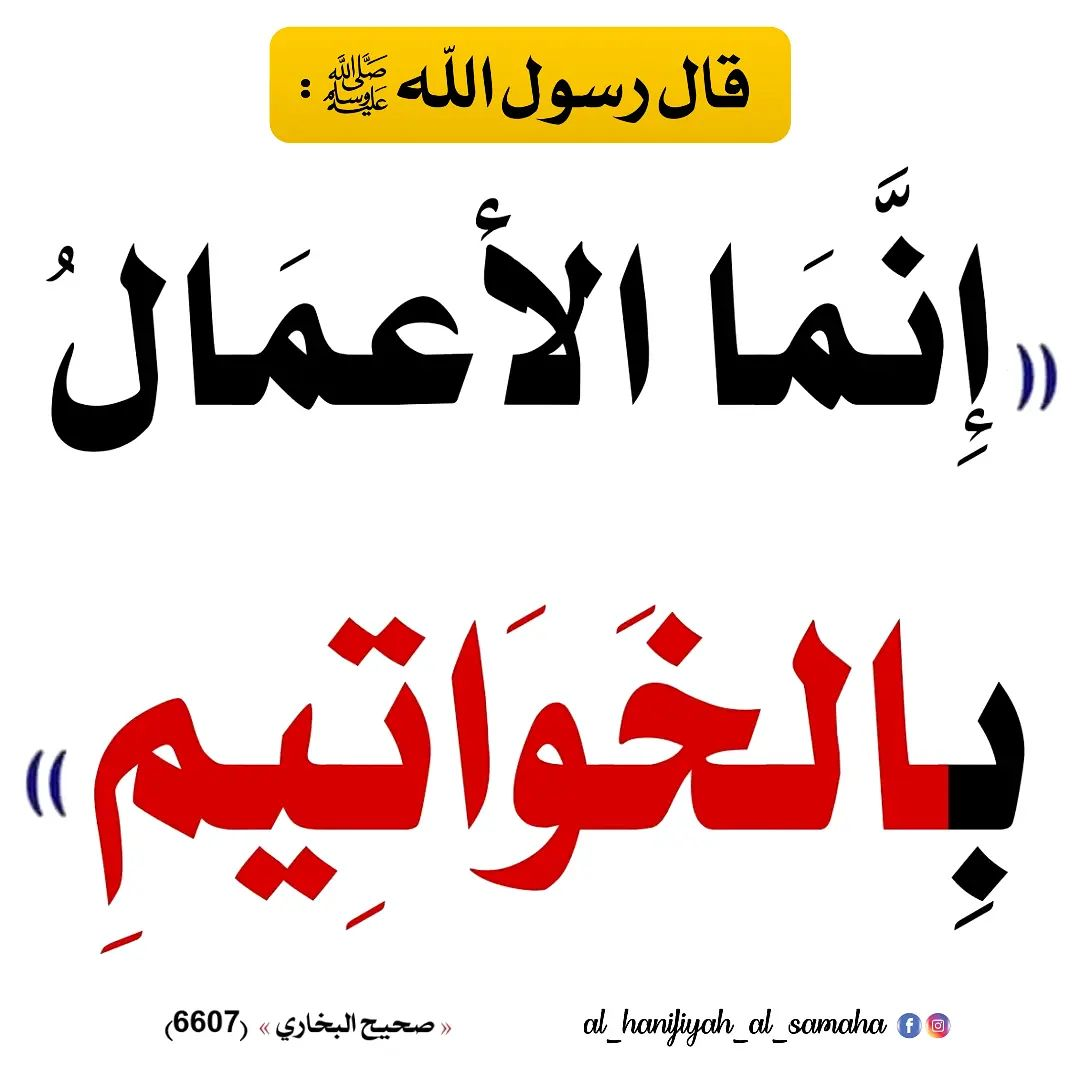 قال رسول الله ﷺ :
((إِنَّمَا الأَعمَالُ
بِالخَوَاتِيمِ))
« صحيح البخاري » (6607)
al_hanifiyah_al_samaha